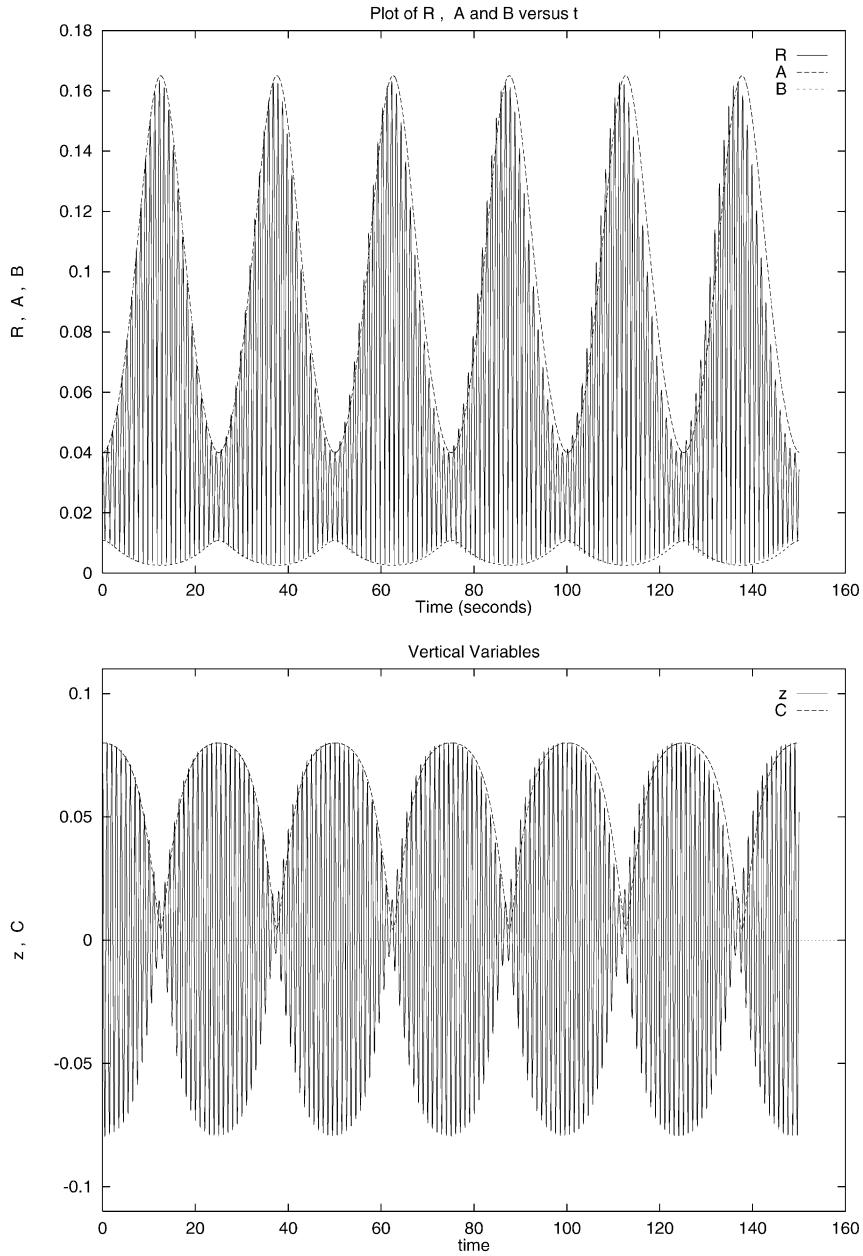 Plot of R , A and B versus t
0.18
0.16
0.14
0.12
0.1
0.08
0.06
0.04
0.02
0
R , A , B
R
A
B
0 20 40 60 80 100 120 140 160
Time (seconds)
Vertical Variables
0.1
0.05
0
-0.05
-0.1
z , C
z
C
0 20 40 60 80 100 120 140 160
time